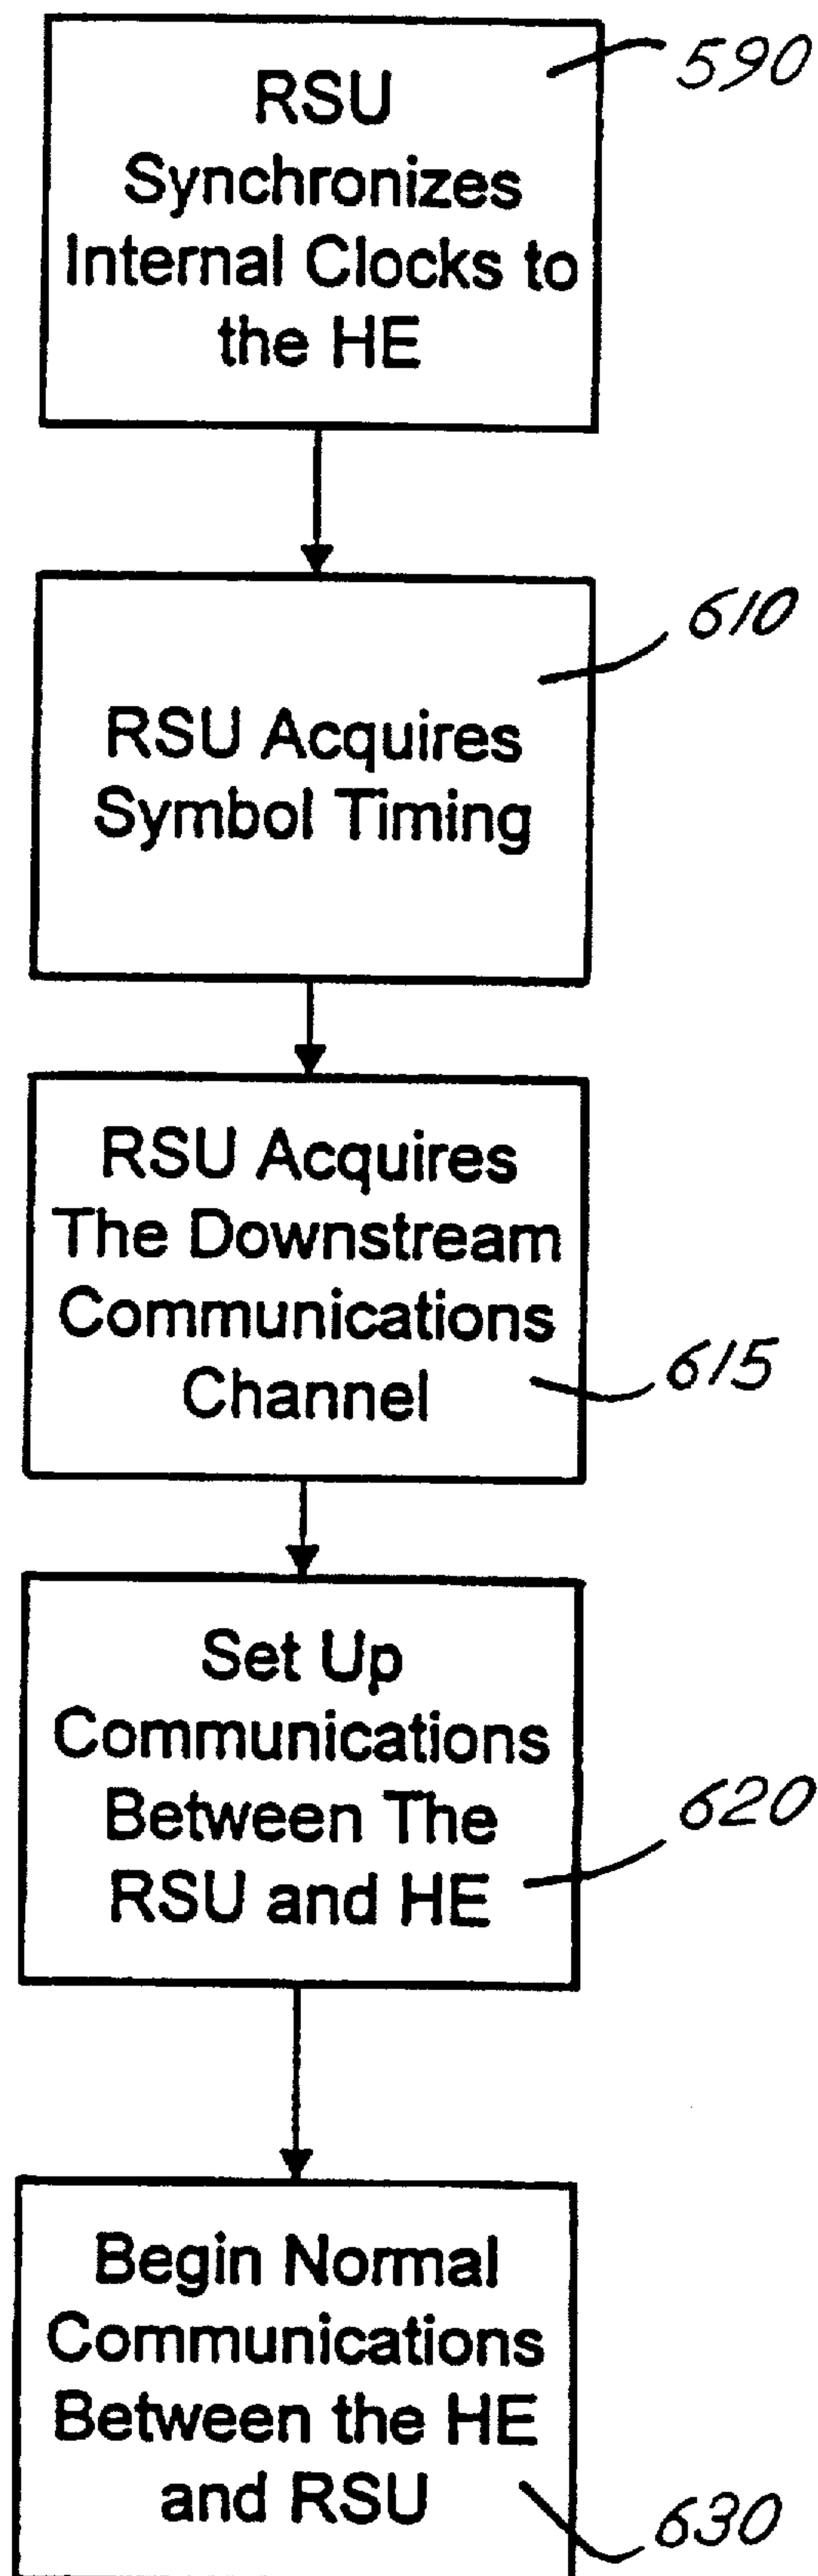 RSU
Synchronizes
Internal Clocks to
the HE
590
RSU Acquires
Symbol Timing
610
RSU Acquires
The Downstream
Communications
Channel
615
Set Up
Communications
Between The
RSU and HE
620
Begin Normal
Communications
Between the HE
and RSU
630